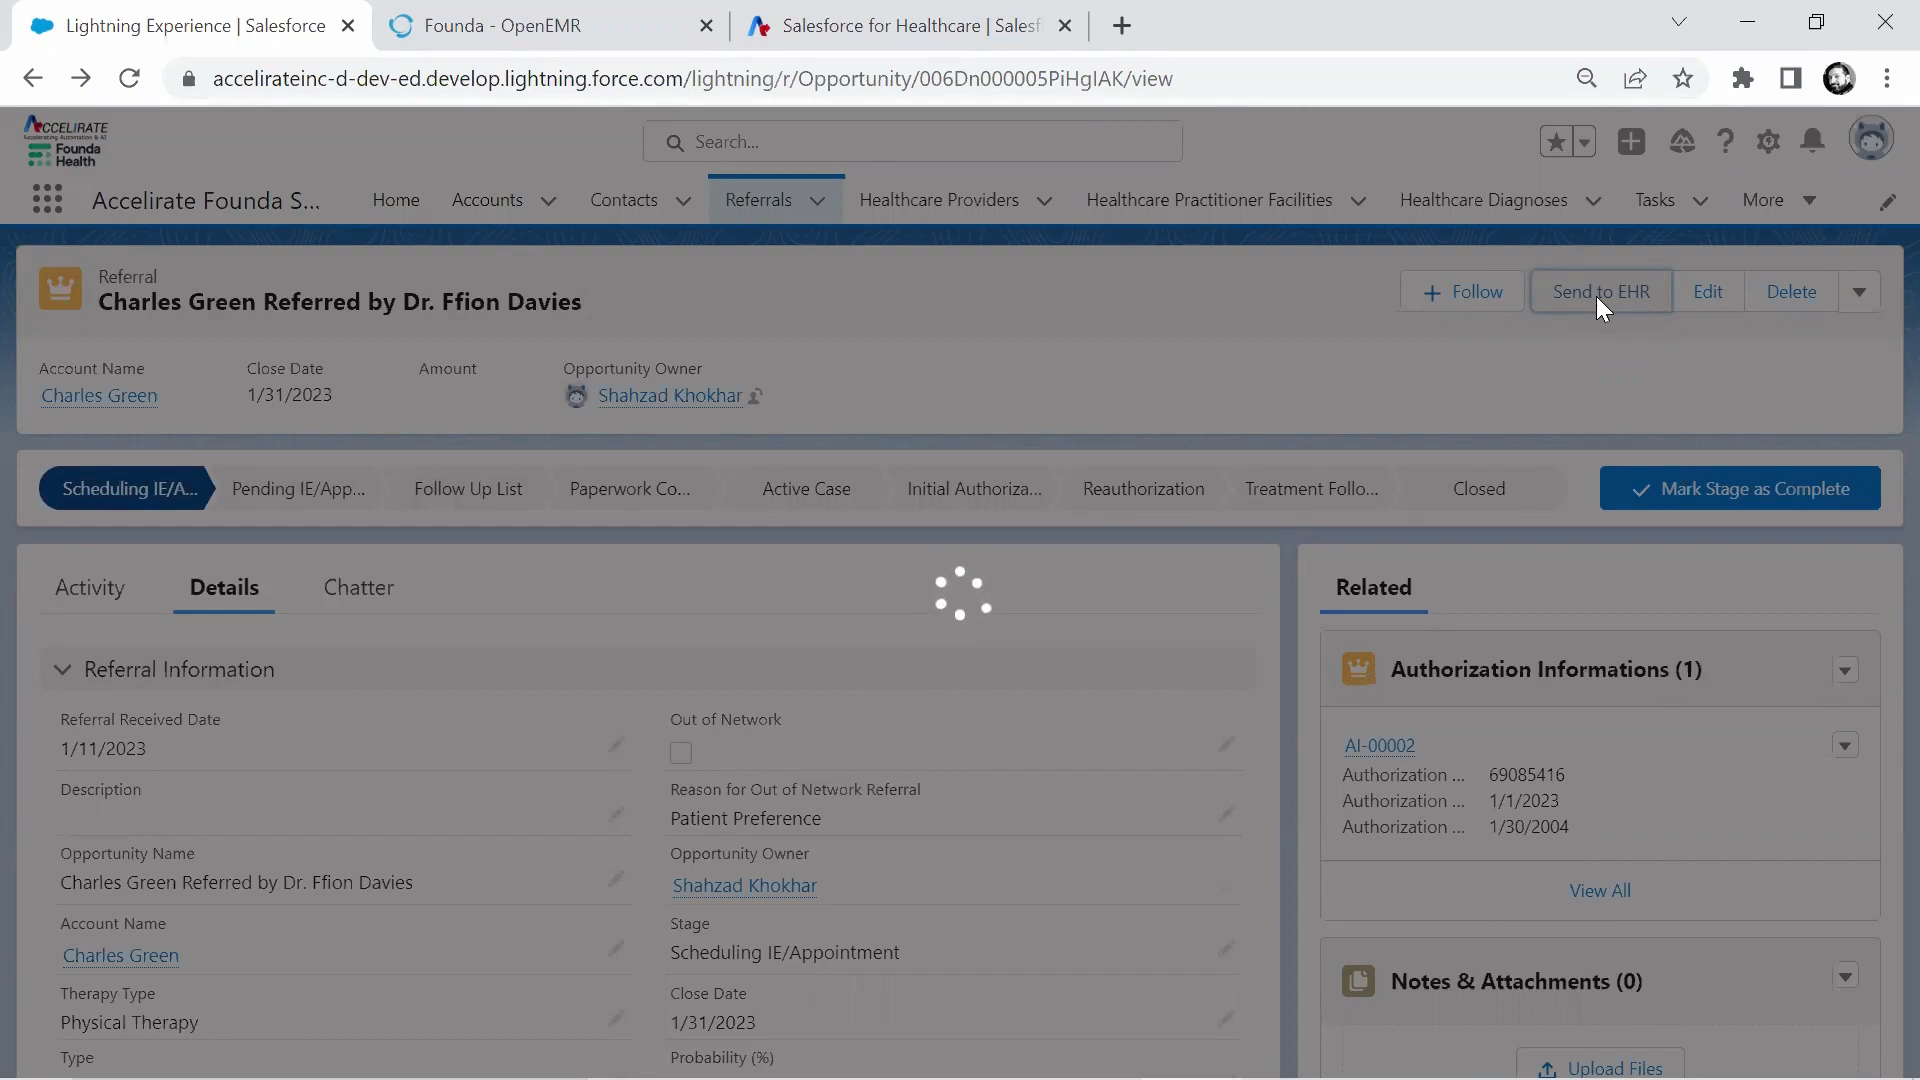 Lightning Experience | Salesforce
Founda - OpenEMR
Salesforce for Healthcare | Salesf
accelirateinc-d-dev-ed.develop.lightning.force.com/lightning/r/Opportunity/006Dn000005PiHgIAK/view
ACCELIRATE
Accelerating Automation & AI
Founda
Health
Search...
Accelirate Founda S...
Home
Accounts
Contacts
Referrals
Healthcare Providers
Healthcare Practitioner Facilities
Healthcare Diagnoses
Tasks
More
Referral
Charles Green Referred by Dr. Ffion Davies
+ Follow
Send to EHR
Edit
Delete
Account Name
Charles Green
Close Date
1/31/2023
Amount
Opportunity Owner
Shahzad Khokhar
Scheduling IE/A...
Pending IE/App...
Follow Up List
Paperwork Co...
Active Case
Initial Authoriza...
Reauthorization
Treatment Follo...
Closed
Mark Stage as Complete
Activity
Details
Chatter
Referral Information
Referral Received Date
1/11/2023
Out of Network
Description
Reason for Out of Network Referral
Patient Preference
Opportunity Name
Charles Green Referred by Dr. Ffion Davies
Opportunity Owner
Shahzad Khokhar
Account Name
Charles Green
Stage
Scheduling IE/Appointment
Therapy Type
Physical Therapy
Close Date
1/31/2023
Type
Probability (%)
Related
Authorization Informations (1)
AI-00002
Authorization ... 69085416
Authorization ... 1/1/2023
Authorization ... 1/30/2004
View All
Notes & Attachments (0)
Upload Files